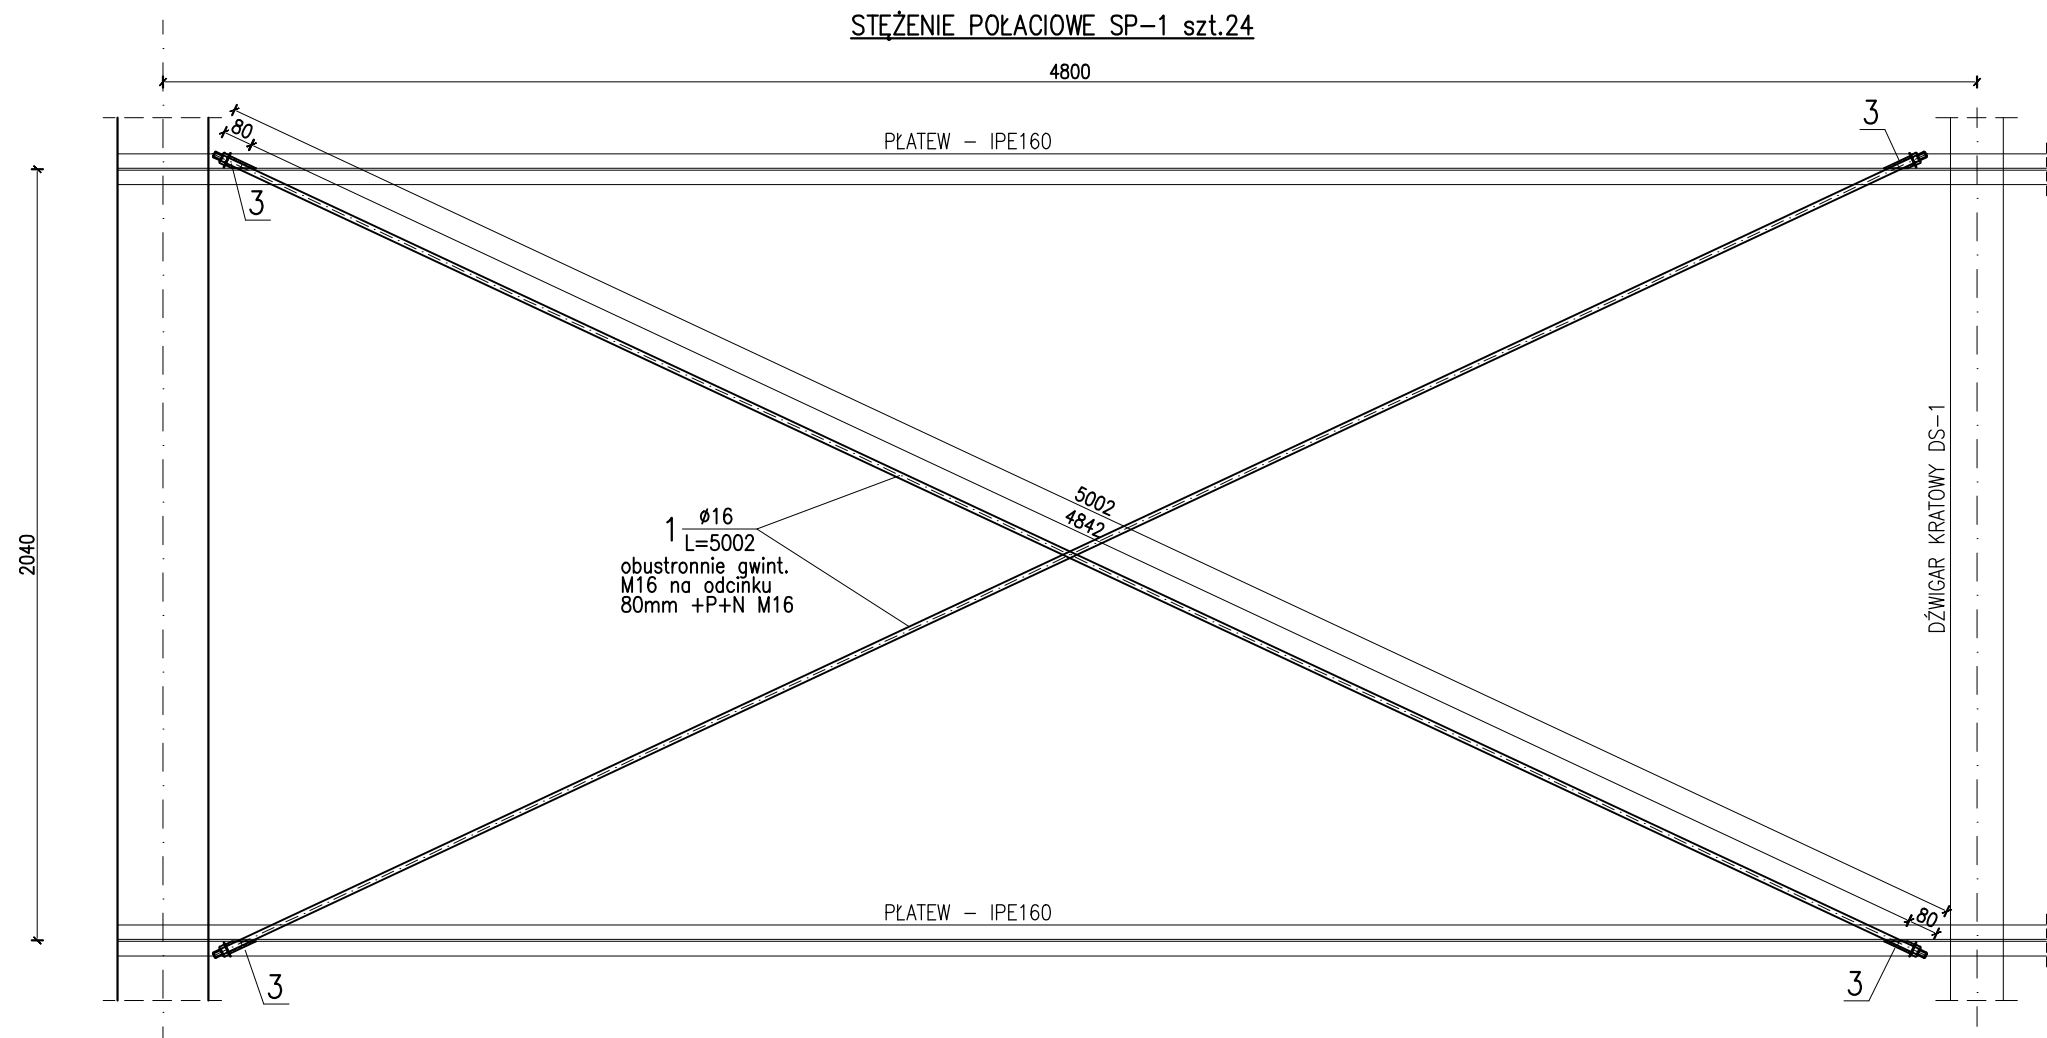 STĘŻENIE POŁACIOWE SP-1 szt.24
4800
80
3
PŁATEW - IPE160
3
2040
DŹWIGAR KRATOWY DS-1
5002
4842
1 ø16
L=5002
obustronnie gwint.
M16 na odcinku
80mm +P+N M16
PŁATEW - IPE160
80
3
3